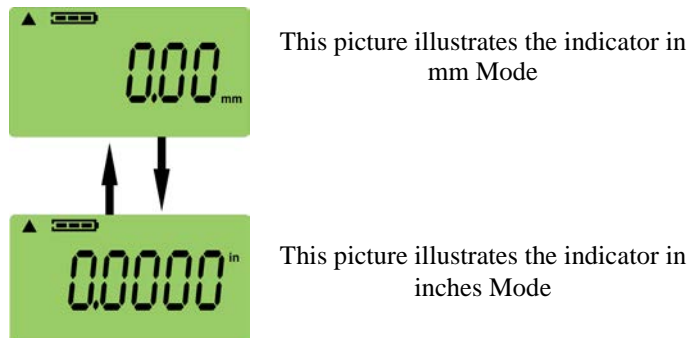 0.00 mm
This picture illustrates the indicator in
mm Mode
0.0000 in
This picture illustrates the indicator in
inches Mode